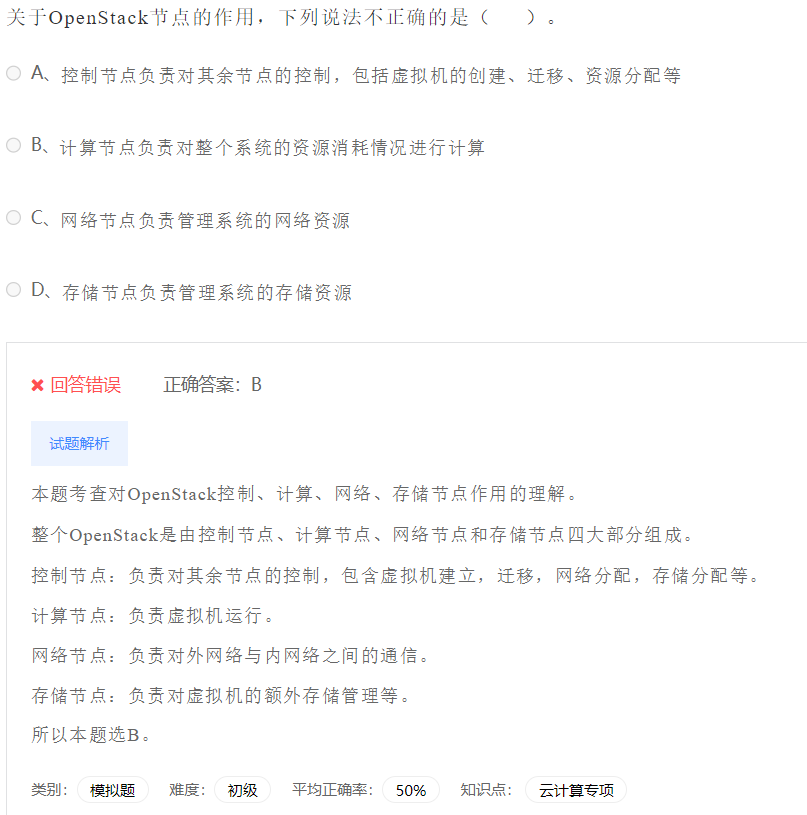 关于OpenStack节点的作用，下列说法不正确的是（　　）。
A、控制节点负责对其余节点的控制，包括虚拟机的创建、迁移、资源分配等
B、计算节点负责对整个系统的资源消耗情况进行计算
C、网络节点负责管理系统的网络资源
D、存储节点负责管理系统的存储资源
✖ 回答错误 正确答案：B
试题解析
本题考查对OpenStack控制、计算、网络、存储节点作用的理解。
整个OpenStack是由控制节点、计算节点、网络节点和存储节点四大部分组成。
控制节点：负责对其余节点的控制，包含虚拟机建立，迁移，网络分配，存储分配等。
计算节点：负责虚拟机运行。
网络节点：负责对外网络与内网络之间的通信。
存储节点：负责对虚拟机的额外存储管理等。
所以本题选B。
类别： 模拟题 难度： 初级 平均正确率： 50% 知识点： 云计算专项